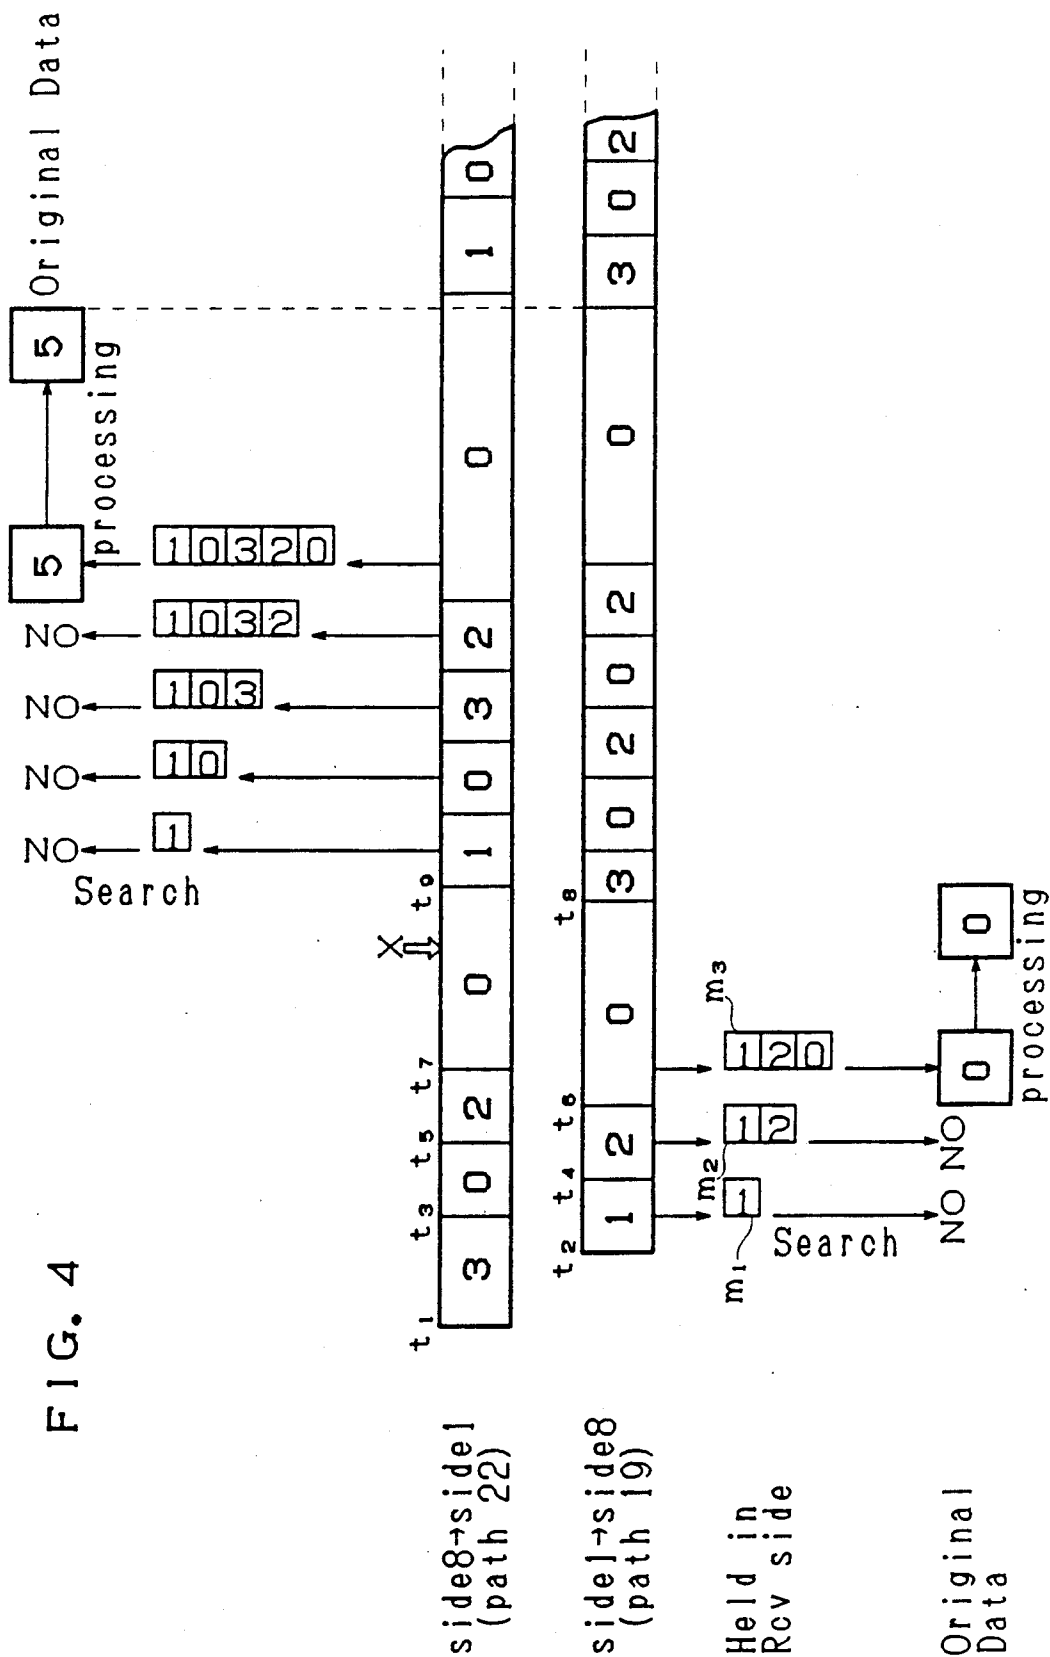 FIG. 4
Original Data
5
5
processing
NO
NO
NO
NO
1
10
103
1032
10320
Search
X
t1
t3
t5
t7
t9
side8→side1
(path 22)
3
0
2
0
1
0
3
2
0
1
0
t2
t4
t6
t8
side1→side8
(path 19)
1
2
0
3
0
2
0
2
0
3
0
2
Held in
Rcv side
m1
1
m2
12
m3
120
Search
Original
Data
NO
NO
0
0
processing